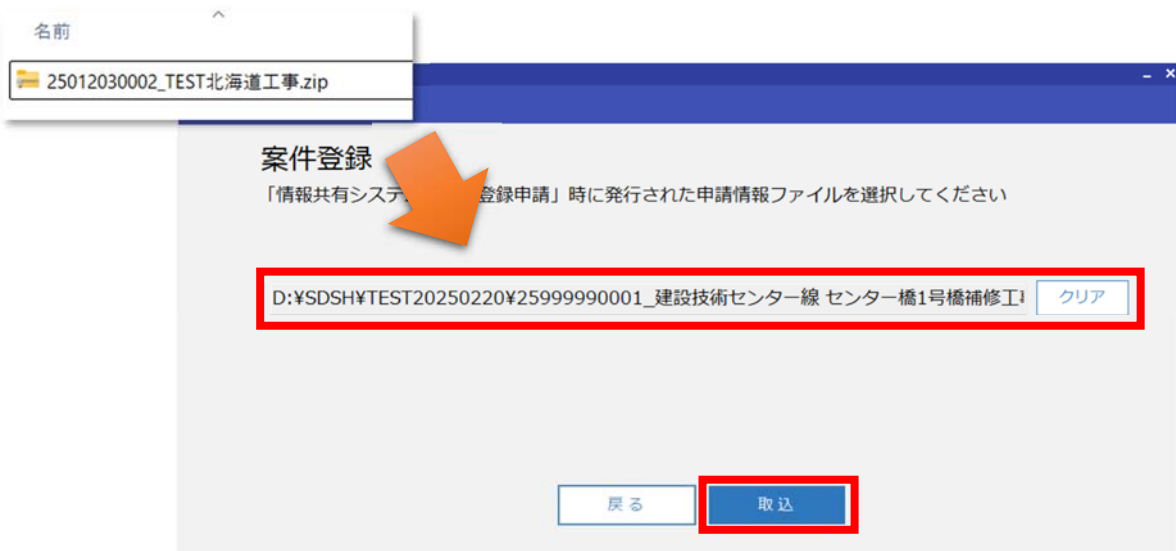 名前
25012030002_TEST北海道工事.zip
案件登録
「情報共有システ 登録申請」時に発行された申請情報ファイルを選択してください
D:¥SDSH¥TEST20250220¥25999990001_建設技術センター線 センター橋1号橋補修工
クリア
戻る
取込